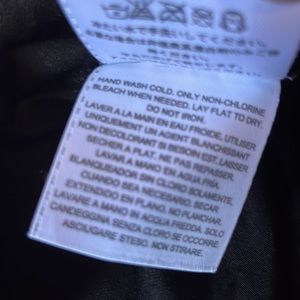 HAND WASH COLD. ONLY NON-CHLORINE
BLEACH WHEN NEEDED. LAY FLAT TO DRY.
DO NOT IRON.
LAVER A LA MAIN EN EAU FROIDE. UTILISER
UNIQUEMENT UN AGENT BLANCHISSANT
NON DECOLORANT SI BESOIN EST. LAISSER
SECHER A PLAT. NE PAS REPASSER.
LAVAR A MANO EN AGUA FRÍA.
BLANQUEADOR SIN CLORO SOLAMENTE,
CUANDO SEA NECESARIO. SECAR
EXTENDIDO EN PLANO. NO PLANCHAR.
LAVARE A MANO IN ACQUA FREDDA. SOLO
CANDEGGINA SENZA CLORO SE OCCORRE.
ASCIUGARE STESO. NON STIRARE.